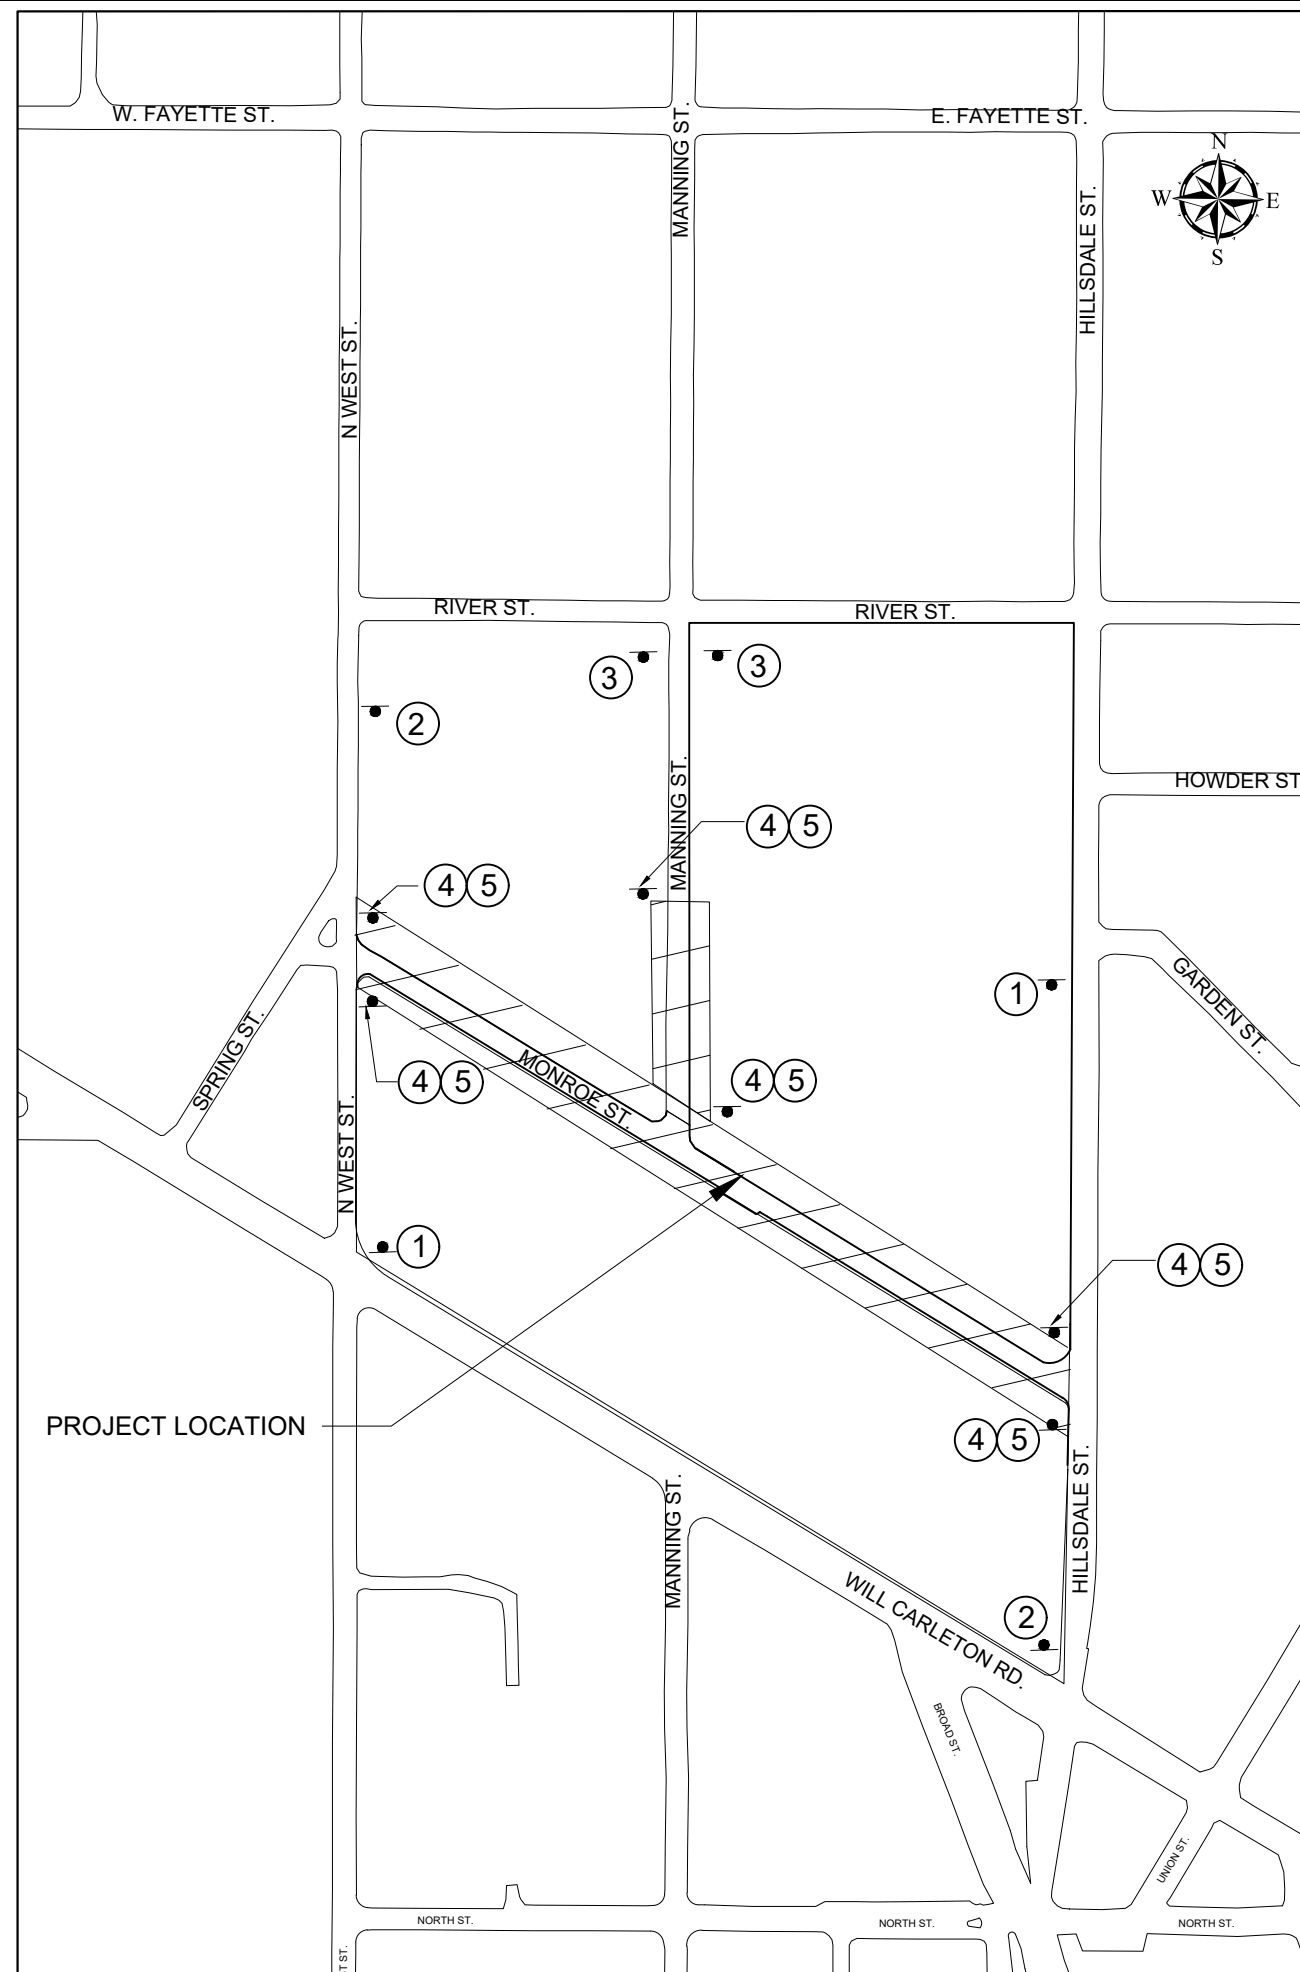 W. FAYETTE ST.
MANNING ST.
E. FAYETTE ST.
N
W
E
S
HILLSDALE ST.
N WEST ST.
RIVER ST.
RIVER ST.
3
3
2
MANNING ST.
HOWDER ST
4 5
4 5
1
GARDEN ST.
SPRING ST.
MONROE ST.
4 5
4 5
N WEST ST.
1
4 5
PROJECT LOCATION
4 5
MANNING ST.
HILLSDALE ST.
WILL CARLETON RD.
2
BROAD ST.
UNION ST.
NORTH ST.
NORTH ST.
NORTH ST.
ST.